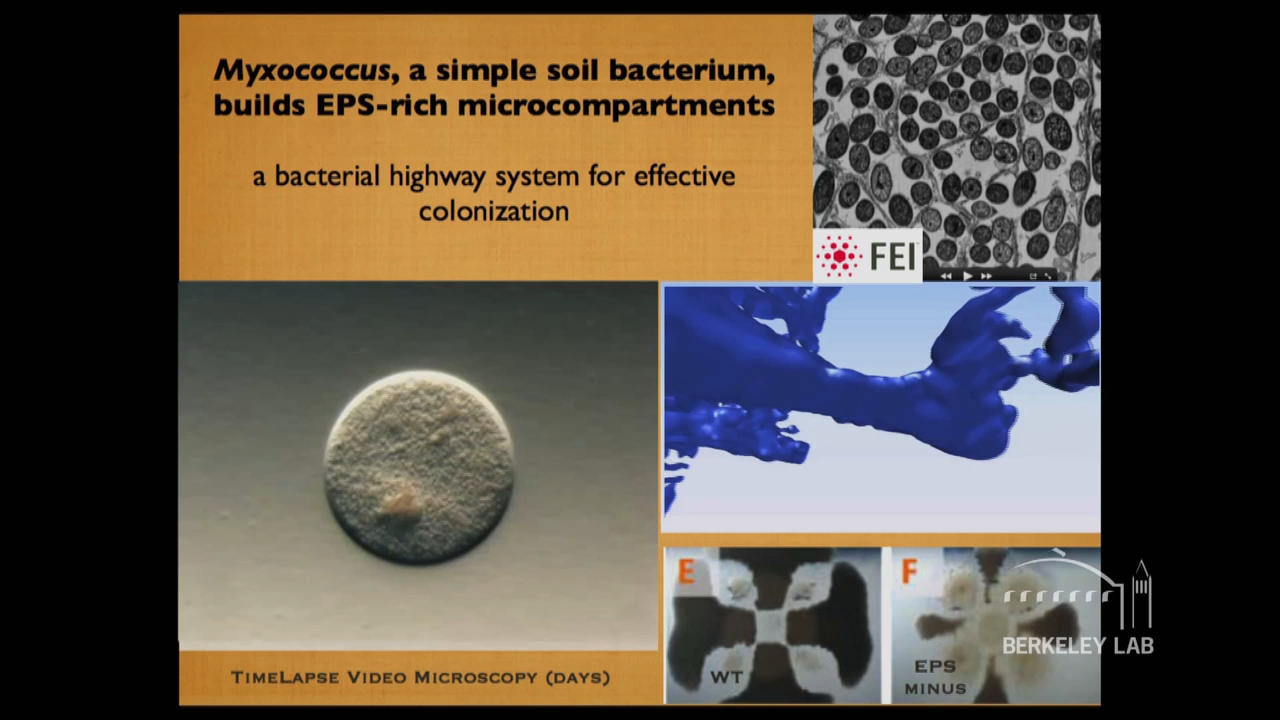 Myxococcus, a simple soil bacterium,
builds EPS-rich microcompartments
a bacterial highway system for effective
colonization
FEI
E
F
WT
EPS
MINUS
BERKELEY LAB
TIMELAPSE VIDEO MICROSCOPY (DAYS)